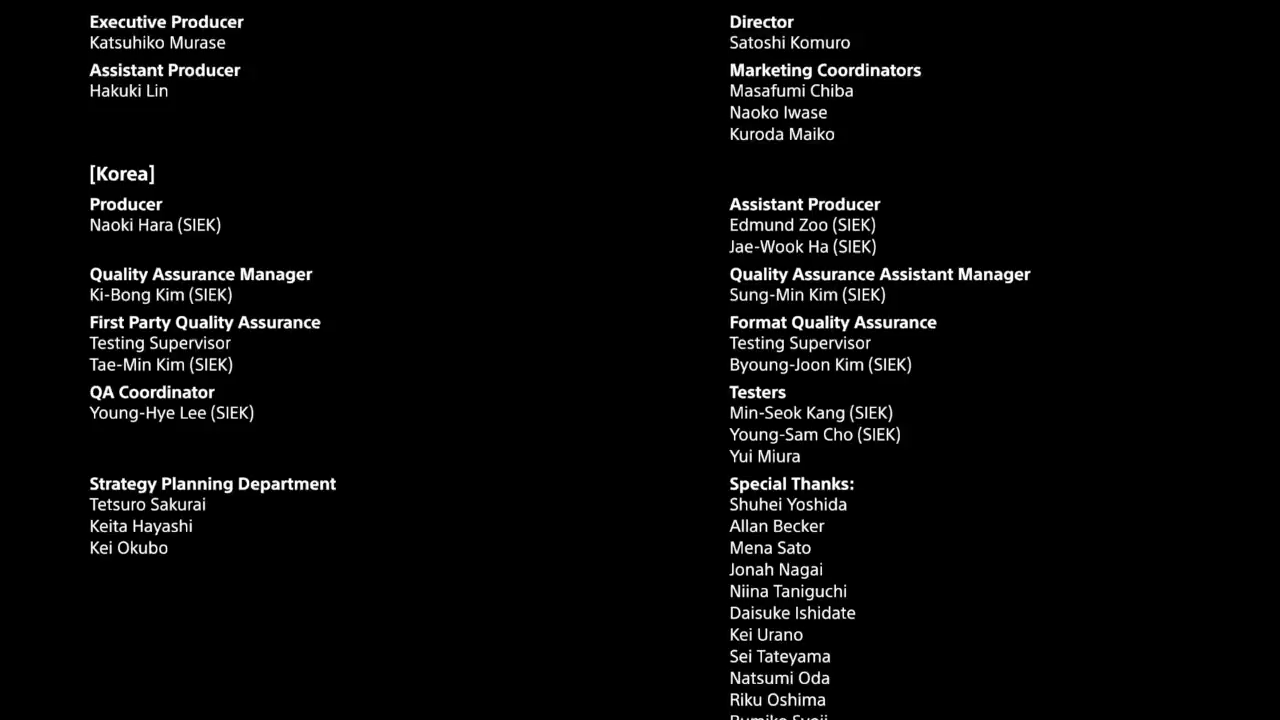 Executive Producer
Katsuhiko Murase
Director
Satoshi Komuro
Assistant Producer
Hakuki Lin
Marketing Coordinators
Masafumi Chiba
Naoko Iwase
Kuroda Maiko
[Korea]
Producer
Naoki Hara (SIEK)
Assistant Producer
Edmund Zoo (SIEK)
Jae-Wook Ha (SIEK)
Quality Assurance Manager
Ki-Bong Kim (SIEK)
Quality Assurance Assistant Manager
Sung-Min Kim (SIEK)
First Party Quality Assurance
Testing Supervisor
Tae-Min Kim (SIEK)
Format Quality Assurance
Testing Supervisor
Byoung-Joon Kim (SIEK)
QA Coordinator
Young-Hye Lee (SIEK)
Testers
Min-Seok Kang (SIEK)
Young-Sam Cho (SIEK)
Yui Miura
Strategy Planning Department
Tetsuro Sakurai
Keita Hayashi
Kei Okubo
Special Thanks:
Shuhei Yoshida
Allan Becker
Mena Sato
Jonah Nagai
Niina Taniguchi
Daisuke Ishidate
Kei Urano
Sei Tateyama
Natsumi Oda
Riku Oshima